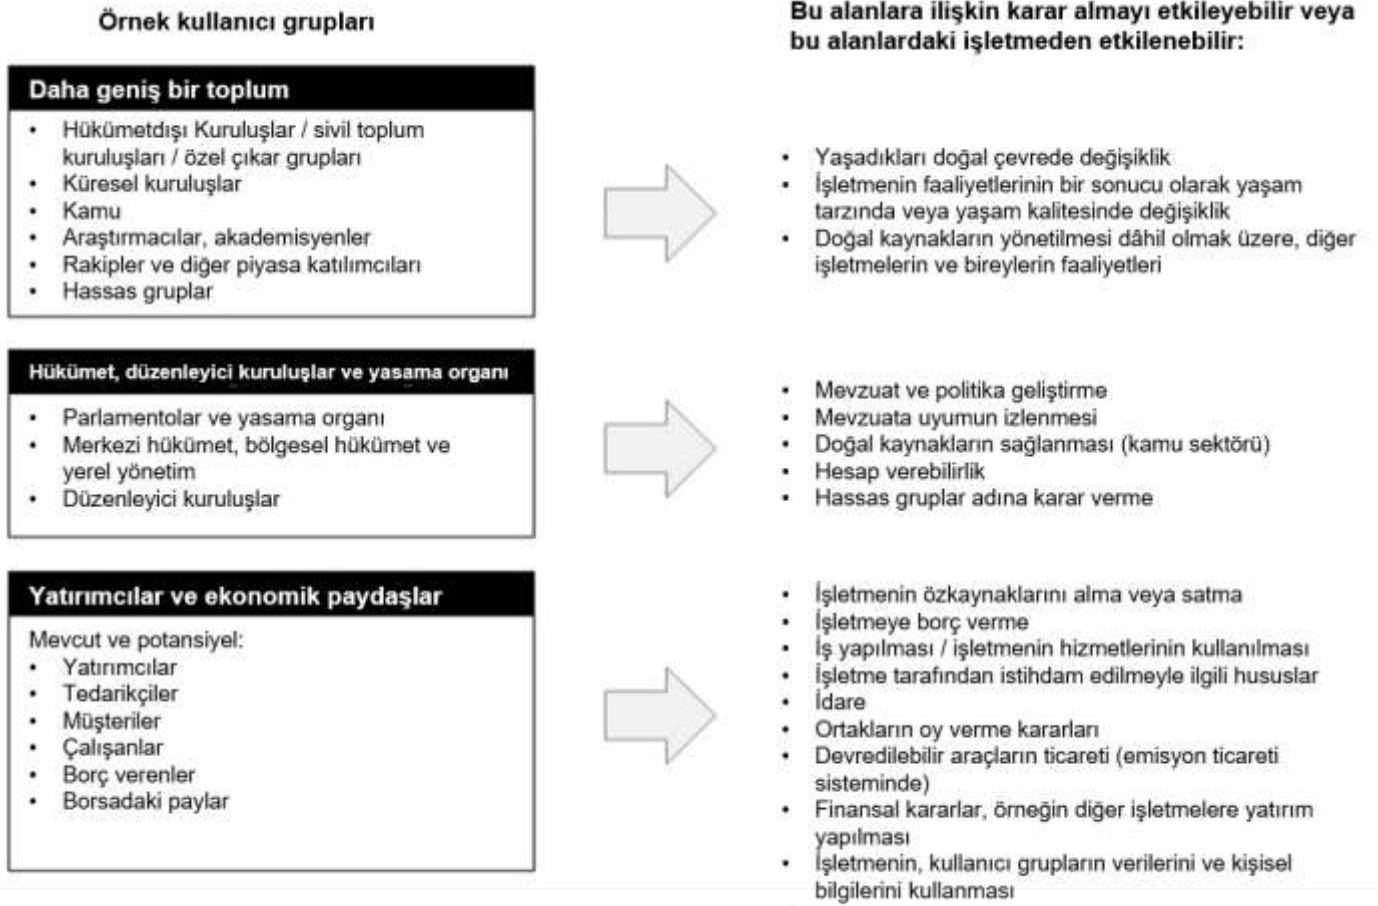 Örnek kullanıcı grupları
Bu alanlara ilişkin karar almayı etkileyebilir veya
bu alanlardaki işletmeden etkilenebilir:
Daha geniş bir toplum
• Hükümetdışı Kuruluşlar / sivil toplum
kuruluşları / özel çıkar grupları
• Küresel kuruluşlar
• Kamu
• Araştırmacılar, akademisyenler
• Rakipler ve diğer piyasa katılımcıları
• Hassas gruplar
• Yaşadıkları doğal çevrede değişiklik
• İşletmenin faaliyetlerinin bir sonucu olarak yaşam
tarzında veya yaşam kalitesinde değişiklik
• Doğal kaynakların yönetilmesi dâhil olmak üzere, diğer
işletmelerin ve bireylerin faaliyetleri
Hükümet, düzenleyici kuruluşlar ve yasama organı
• Parlamentolar ve yasama organı
• Merkezi hükümet, bölgesel hükümet ve
yerel yönetim
• Düzenleyici kuruluşlar
• Mevzuat ve politika geliştirme
• Mevzuata uyumun izlenmesi
• Doğal kaynakların sağlanması (kamu sektörü)
• Hesap verebilirlik
• Hassas gruplar adına karar verme
Yatırımcılar ve ekonomik paydaşlar
Mevcut ve potansiyel:
• Yatırımcılar
• Tedarikçiler
• Müşteriler
• Çalışanlar
• Borç verenler
• Borsadaki paylar
• İşletmenin özkaynaklarını alma veya satma
• İşletmeye borç verme
• İş yapılması / işletmenin hizmetlerinin kullanılması
• İşletme tarafından istihdam edilmeyle ilgili hususlar
• İdare
• Ortakların oy verme kararları
• Devredilebilir araçların ticareti (emisyon ticareti
sisteminde)
• Finansal kararlar, örneğin diğer işletmelere yatırım
yapılması
• İşletmenin, kullanıcı grupların verilerini ve kişisel
bilgilerini kullanması